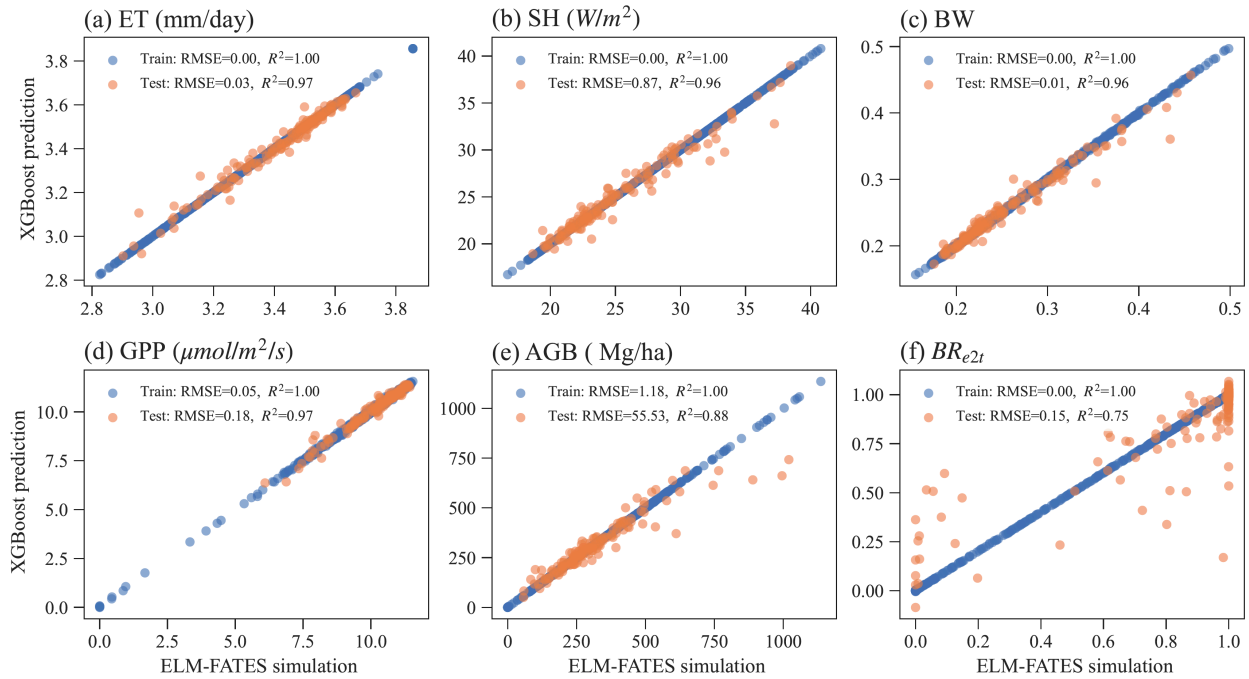 (a) ET (mm/day)
Train: RMSE=0.00, R²=1.00
Test: RMSE=0.03, R²=0.97
XGBoost prediction
3.8
3.6
3.4
3.2
3.0
2.8
2.8 3.0 3.2 3.4 3.6 3.8
(b) SH (W/m²)
Train: RMSE=0.00, R²=1.00
Test: RMSE=0.87, R²=0.96
40
35
30
25
20
20 25 30 35 40
(c) BW
Train: RMSE=0.00, R²=1.00
Test: RMSE=0.01, R²=0.96
0.5
0.4
0.3
0.2
0.2 0.3 0.4 0.5
(d) GPP (μmol/m²/s)
Train: RMSE=0.05, R²=1.00
Test: RMSE=0.18, R²=0.97
XGBoost prediction
10.0
7.5
5.0
2.5
0.0
0.0 2.5 5.0 7.5 10.0
ELM-FATES simulation
(e) AGB ( Mg/ha)
Train: RMSE=1.18, R²=1.00
Test: RMSE=55.53, R²=0.88
1000
750
500
250
0
0 250 500 750 1000
ELM-FATES simulation
(f) BRe2t
Train: RMSE=0.00, R²=1.00
Test: RMSE=0.15, R²=0.75
1.00
0.75
0.50
0.25
0.00
0.0 0.2 0.4 0.6 0.8 1.0
ELM-FATES simulation